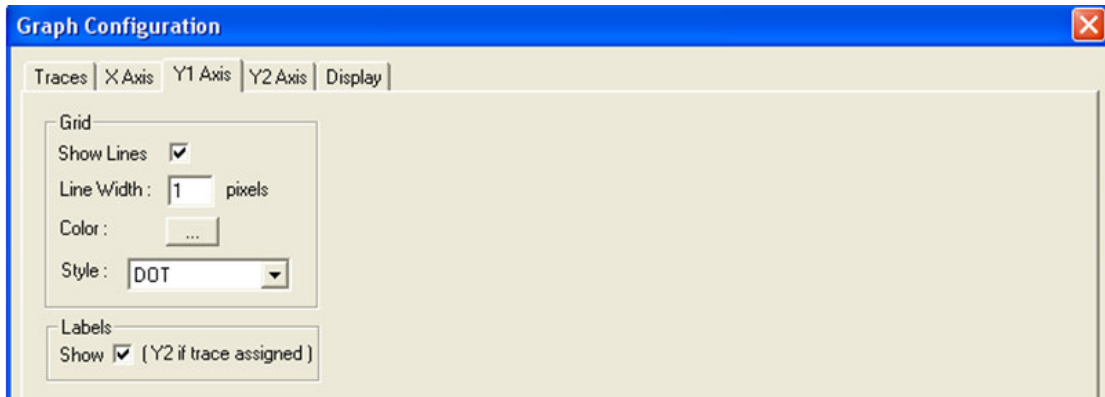 Graph Configuration
Traces X Axis Y1 Axis Y2 Axis Display
Grid
Show Lines
Line Width : 1 pixels
Color : ...
Style : DOT
Labels
Show ( Y2 if trace assigned )